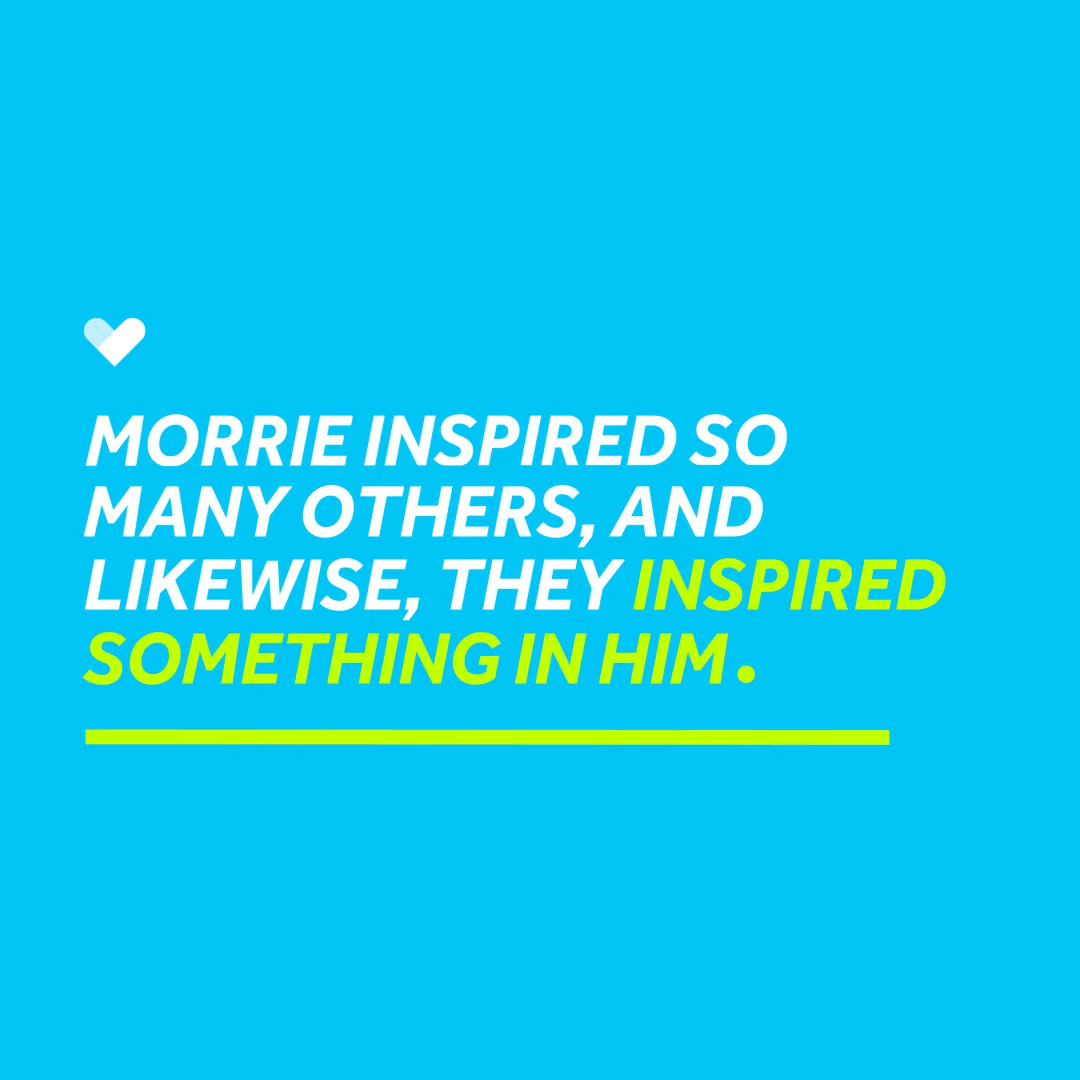 MORRIE INSPIRED SO
MANY OTHERS, AND
LIKEWISE, THEY INSPIRED
SOMETHING IN HIM.